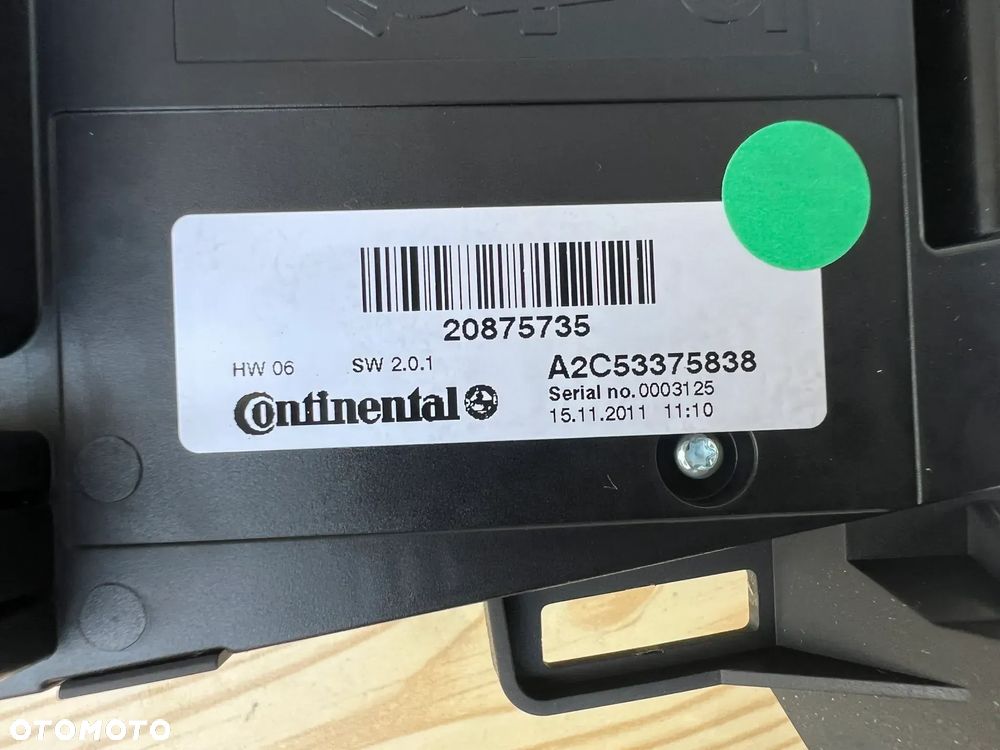 20875735
HW 06 SW 2.0.1 A2C53375838
Continental Serial no. 0003125
15.11.2011 11:10
OTOMOTO